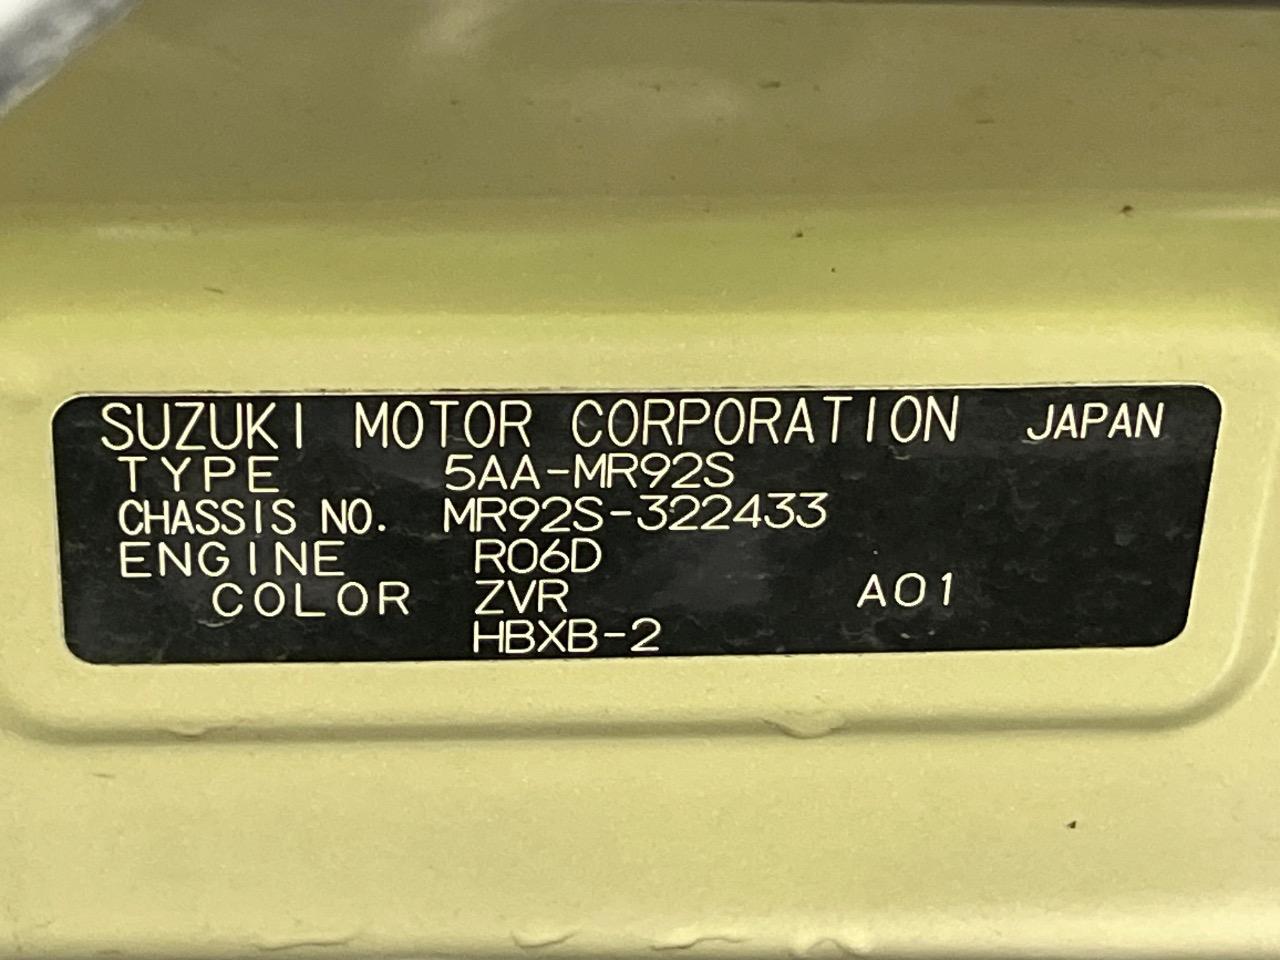 SUZUKI MOTOR CORPORATION JAPAN
TYPE 5AA-MR92S
CHASSIS NO. MR92S-322433
ENGINE R06D
COLOR ZVR A01
HBXB-2